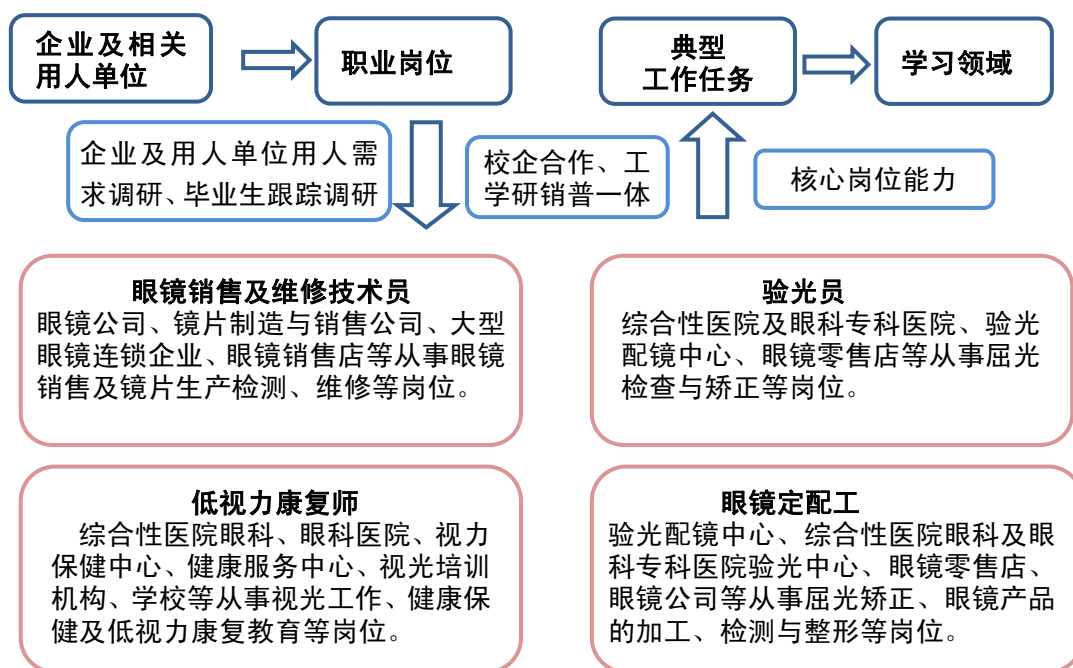 企业及相关
用人单位
职业岗位
典型
工作任务
学习领域
企业及用人单位用人需
求调研、毕业生跟踪调研
校企合作、工
学研销普一体
核心岗位能力
眼镜销售及维修技术员
眼镜公司、镜片制造与销售公司、大型
眼镜连锁企业、眼镜销售店等从事眼镜
销售及镜片生产检测、维修等岗位。
验光员
综合性医院及眼科专科医院、验光
配镜中心、眼镜零售店等从事屈光
检查与矫正等岗位。
低视力康复师
综合性医院眼科、眼科医院、视力
保健中心、健康服务中心、视光培训
机构、学校等从事视光工作、健康保
健及低视力康复教育等岗位。
眼镜定配工
验光配镜中心、综合性医院眼科及眼
科专科医院验光中心、眼镜零售店、
眼镜公司等从事屈光矫正、眼镜产品
的加工、检测与整形等岗位。